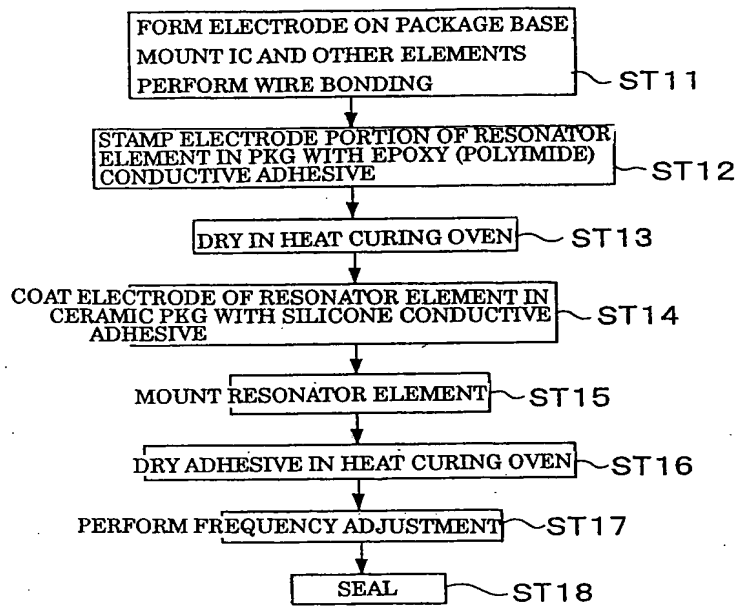 FORM ELECTRODE ON PACKAGE BASE
MOUNT IC AND OTHER ELEMENTS
PERFORM WIRE BONDING
ST11
STAMP ELECTRODE PORTION OF RESONATOR
ELEMENT IN PKG WITH EPOXY (POLYIMIDE)
CONDUCTIVE ADHESIVE
ST12
DRY IN HEAT CURING OVEN
ST13
COAT ELECTRODE OF RESONATOR ELEMENT IN
CERAMIC PKG WITH SILICONE CONDUCTIVE
ADHESIVE
ST14
MOUNT RESONATOR ELEMENT
ST15
DRY ADHESIVE IN HEAT CURING OVEN
ST16
PERFORM FREQUENCY ADJUSTMENT
ST17
SEAL
ST18